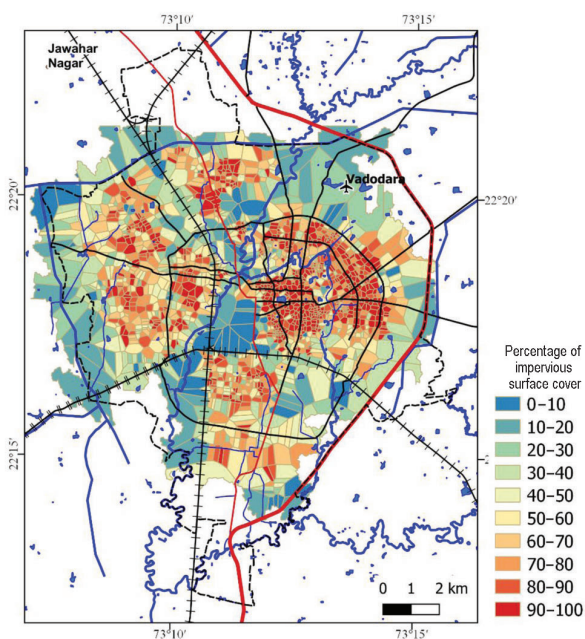 73°10'
73°15'
Jawahar
Nagar
Vadodara
22°20'
22°20'
22°15'
2
Percentage of
impervious
surface cover
0–10
10–20
20–30
30–40
40–50
50–60
60–70
70–80
80–90
90–100
0 1 2 km
73°10'
73°15'